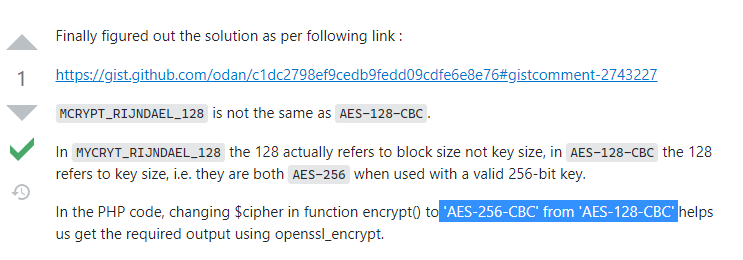 Finally figured out the solution as per following link :
1
https://gist.github.com/odan/c1dc2798ef9cedb9fedd09cdfe6e8e76#gistcomment-2743227
MCRYPT_RIJNDAEL_128 is not the same as AES-128-CBC.
In MYCRYT_RIJNDAEL_128 the 128 actually refers to block size not key size, in AES-128-CBC the 128
refers to key size, i.e. they are both AES-256 when used with a valid 256-bit key.
In the PHP code, changing $cipher in function encrypt() to 'AES-256-CBC' from 'AES-128-CBC' helps
us get the required output using openssl_encrypt.